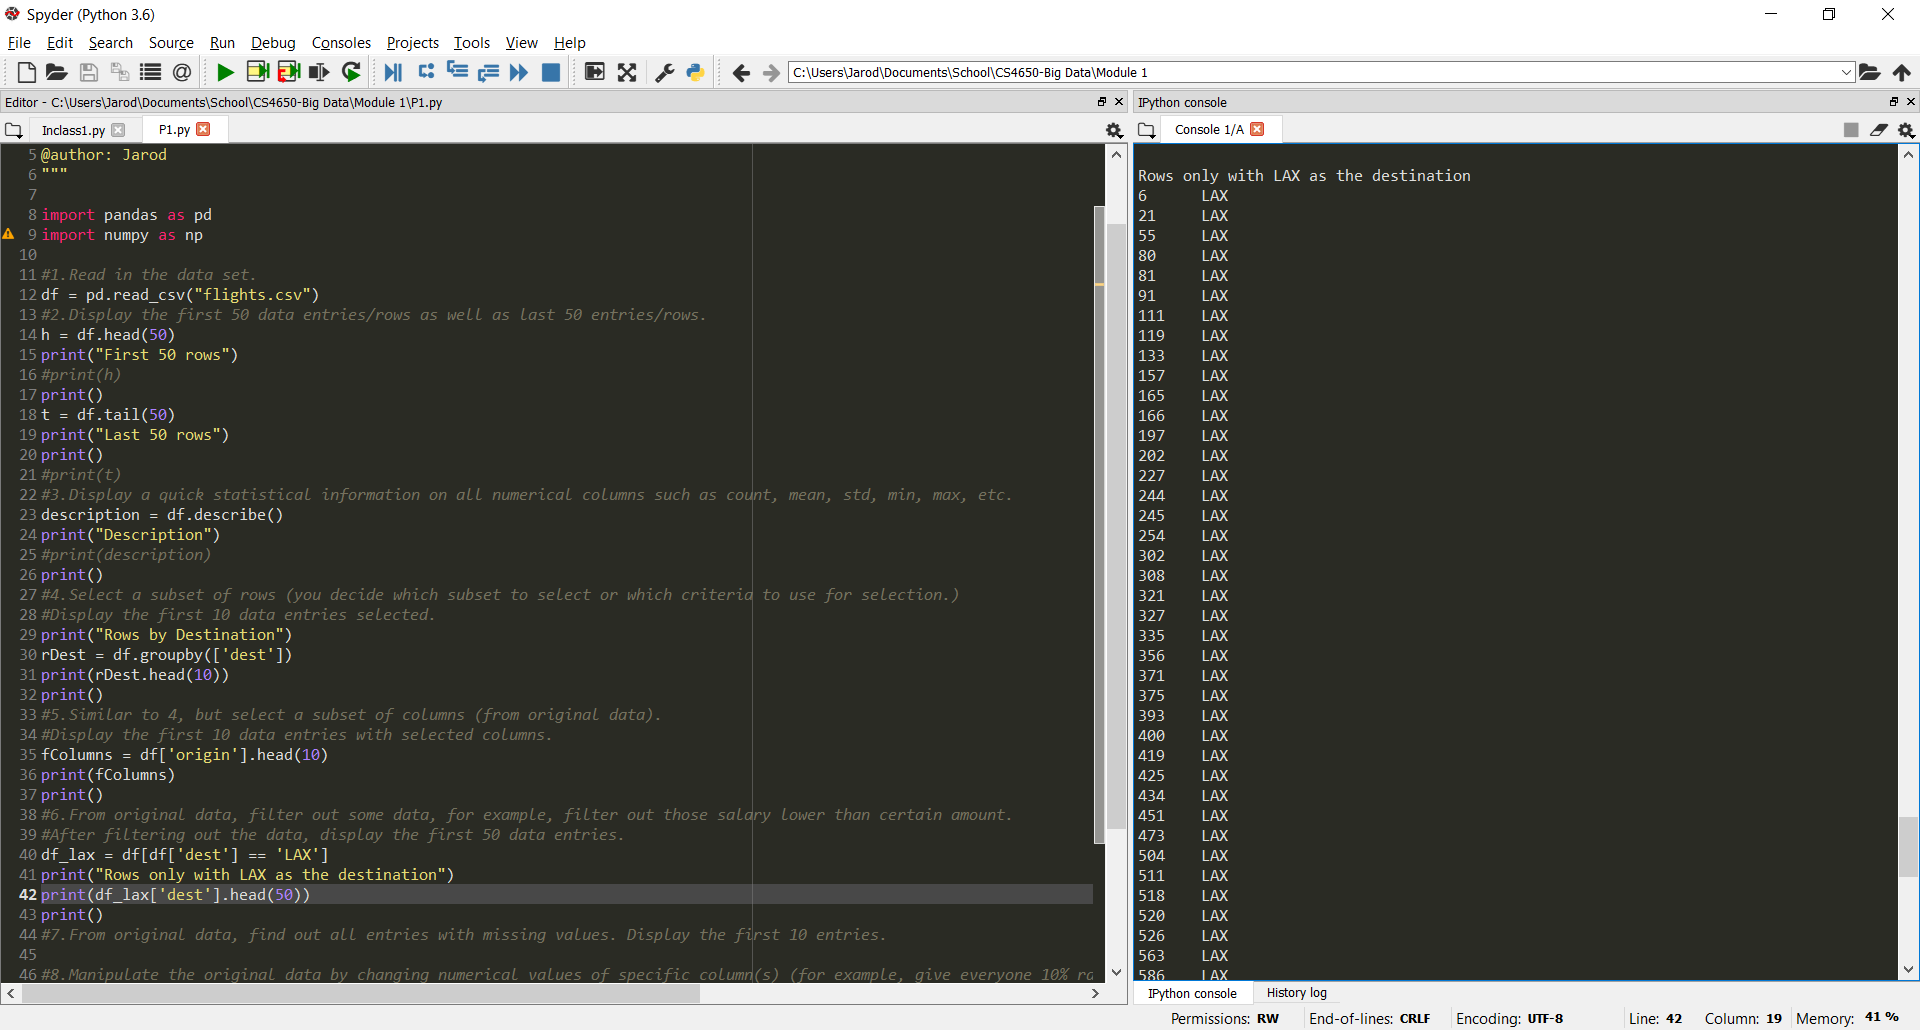 Spyder (Python 3.6)
File Edit Search Source Run Debug Consoles Projects Tools View Help
C:\Users\Jarod\Documents\School\CS4650-Big Data\Module 1
Editor - C:\Users\Jarod\Documents\School\CS4650-Big Data\Module 1\P1.py
Inclass1.py P1.py
5 @author: Jarod
6 """
7
8 import pandas as pd
9 import numpy as np
10
11 #1.Read in the data set.
12 df = pd.read_csv("flights.csv")
13 #2.Display the first 50 data entries/rows as well as last 50 entries/rows.
14 h = df.head(50)
15 print("First 50 rows")
16 #print(h)
17 print()
18 t = df.tail(50)
19 print("Last 50 rows")
20 print()
21 #print(t)
22 #3.Display a quick statistical information on all numerical columns such as count, mean, std, min, max, etc.
23 description = df.describe()
24 print("Description")
25 #print(description)
26 print()
27 #4.Select a subset of rows (you decide which subset to select or which criteria to use for selection.)
28 #Display the first 10 data entries selected.
29 print("Rows by Destination")
30 rDest = df.groupby(['dest'])
31 print(rDest.head(10))
32 print()
33 #5.Similar to 4, but select a subset of columns (from original data).
34 #Display the first 10 data entries with selected columns.
35 fColumns = df['origin'].head(10)
36 print(fColumns)
37 print()
38 #6.From original data, filter out some data, for example, filter out those salary lower than certain amount.
39 #After filtering out the data, display the first 50 data entries.
40 df_lax = df[df['dest'] == 'LAX']
41 print("Rows only with LAX as the destination")
42 print(df_lax['dest'].head(50))
43 print()
44 #7.From original data, find out all entries with missing values. Display the first 10 entries.
45
46 #8.Manipulate the original data by changing numerical values of specific column(s) (for example, give everyone 10% ra
IPython console
Console 1/A
Rows only with LAX as the destination
6 LAX
21 LAX
55 LAX
80 LAX
81 LAX
91 LAX
111 LAX
119 LAX
133 LAX
157 LAX
165 LAX
166 LAX
197 LAX
202 LAX
227 LAX
244 LAX
245 LAX
254 LAX
302 LAX
308 LAX
321 LAX
327 LAX
335 LAX
356 LAX
371 LAX
375 LAX
393 LAX
400 LAX
419 LAX
425 LAX
434 LAX
451 LAX
473 LAX
504 LAX
511 LAX
518 LAX
520 LAX
526 LAX
563 LAX
586 LAX
IPython console History log
Permissions: RW End-of-lines: CRLF Encoding: UTF-8 Line: 42 Column: 19 Memory: 41 %